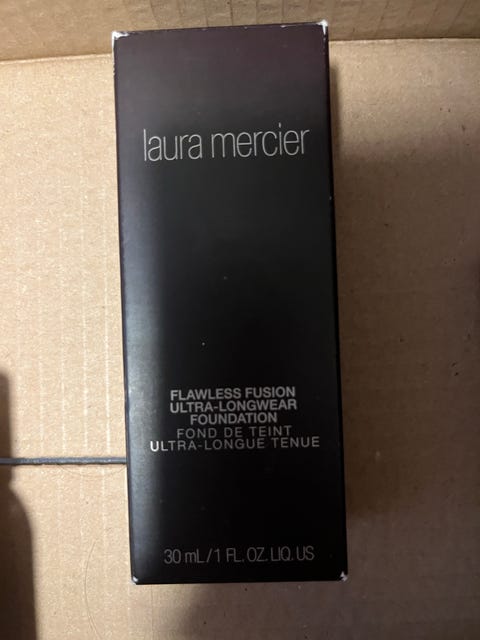 laura mercier
FLAWLESS FUSION
ULTRA-LONGWEAR
FOUNDATION
FOND DE TEINT
ULTRA-LONGUE TENUE
30 mL/1 FL. OZ. LIQ. US